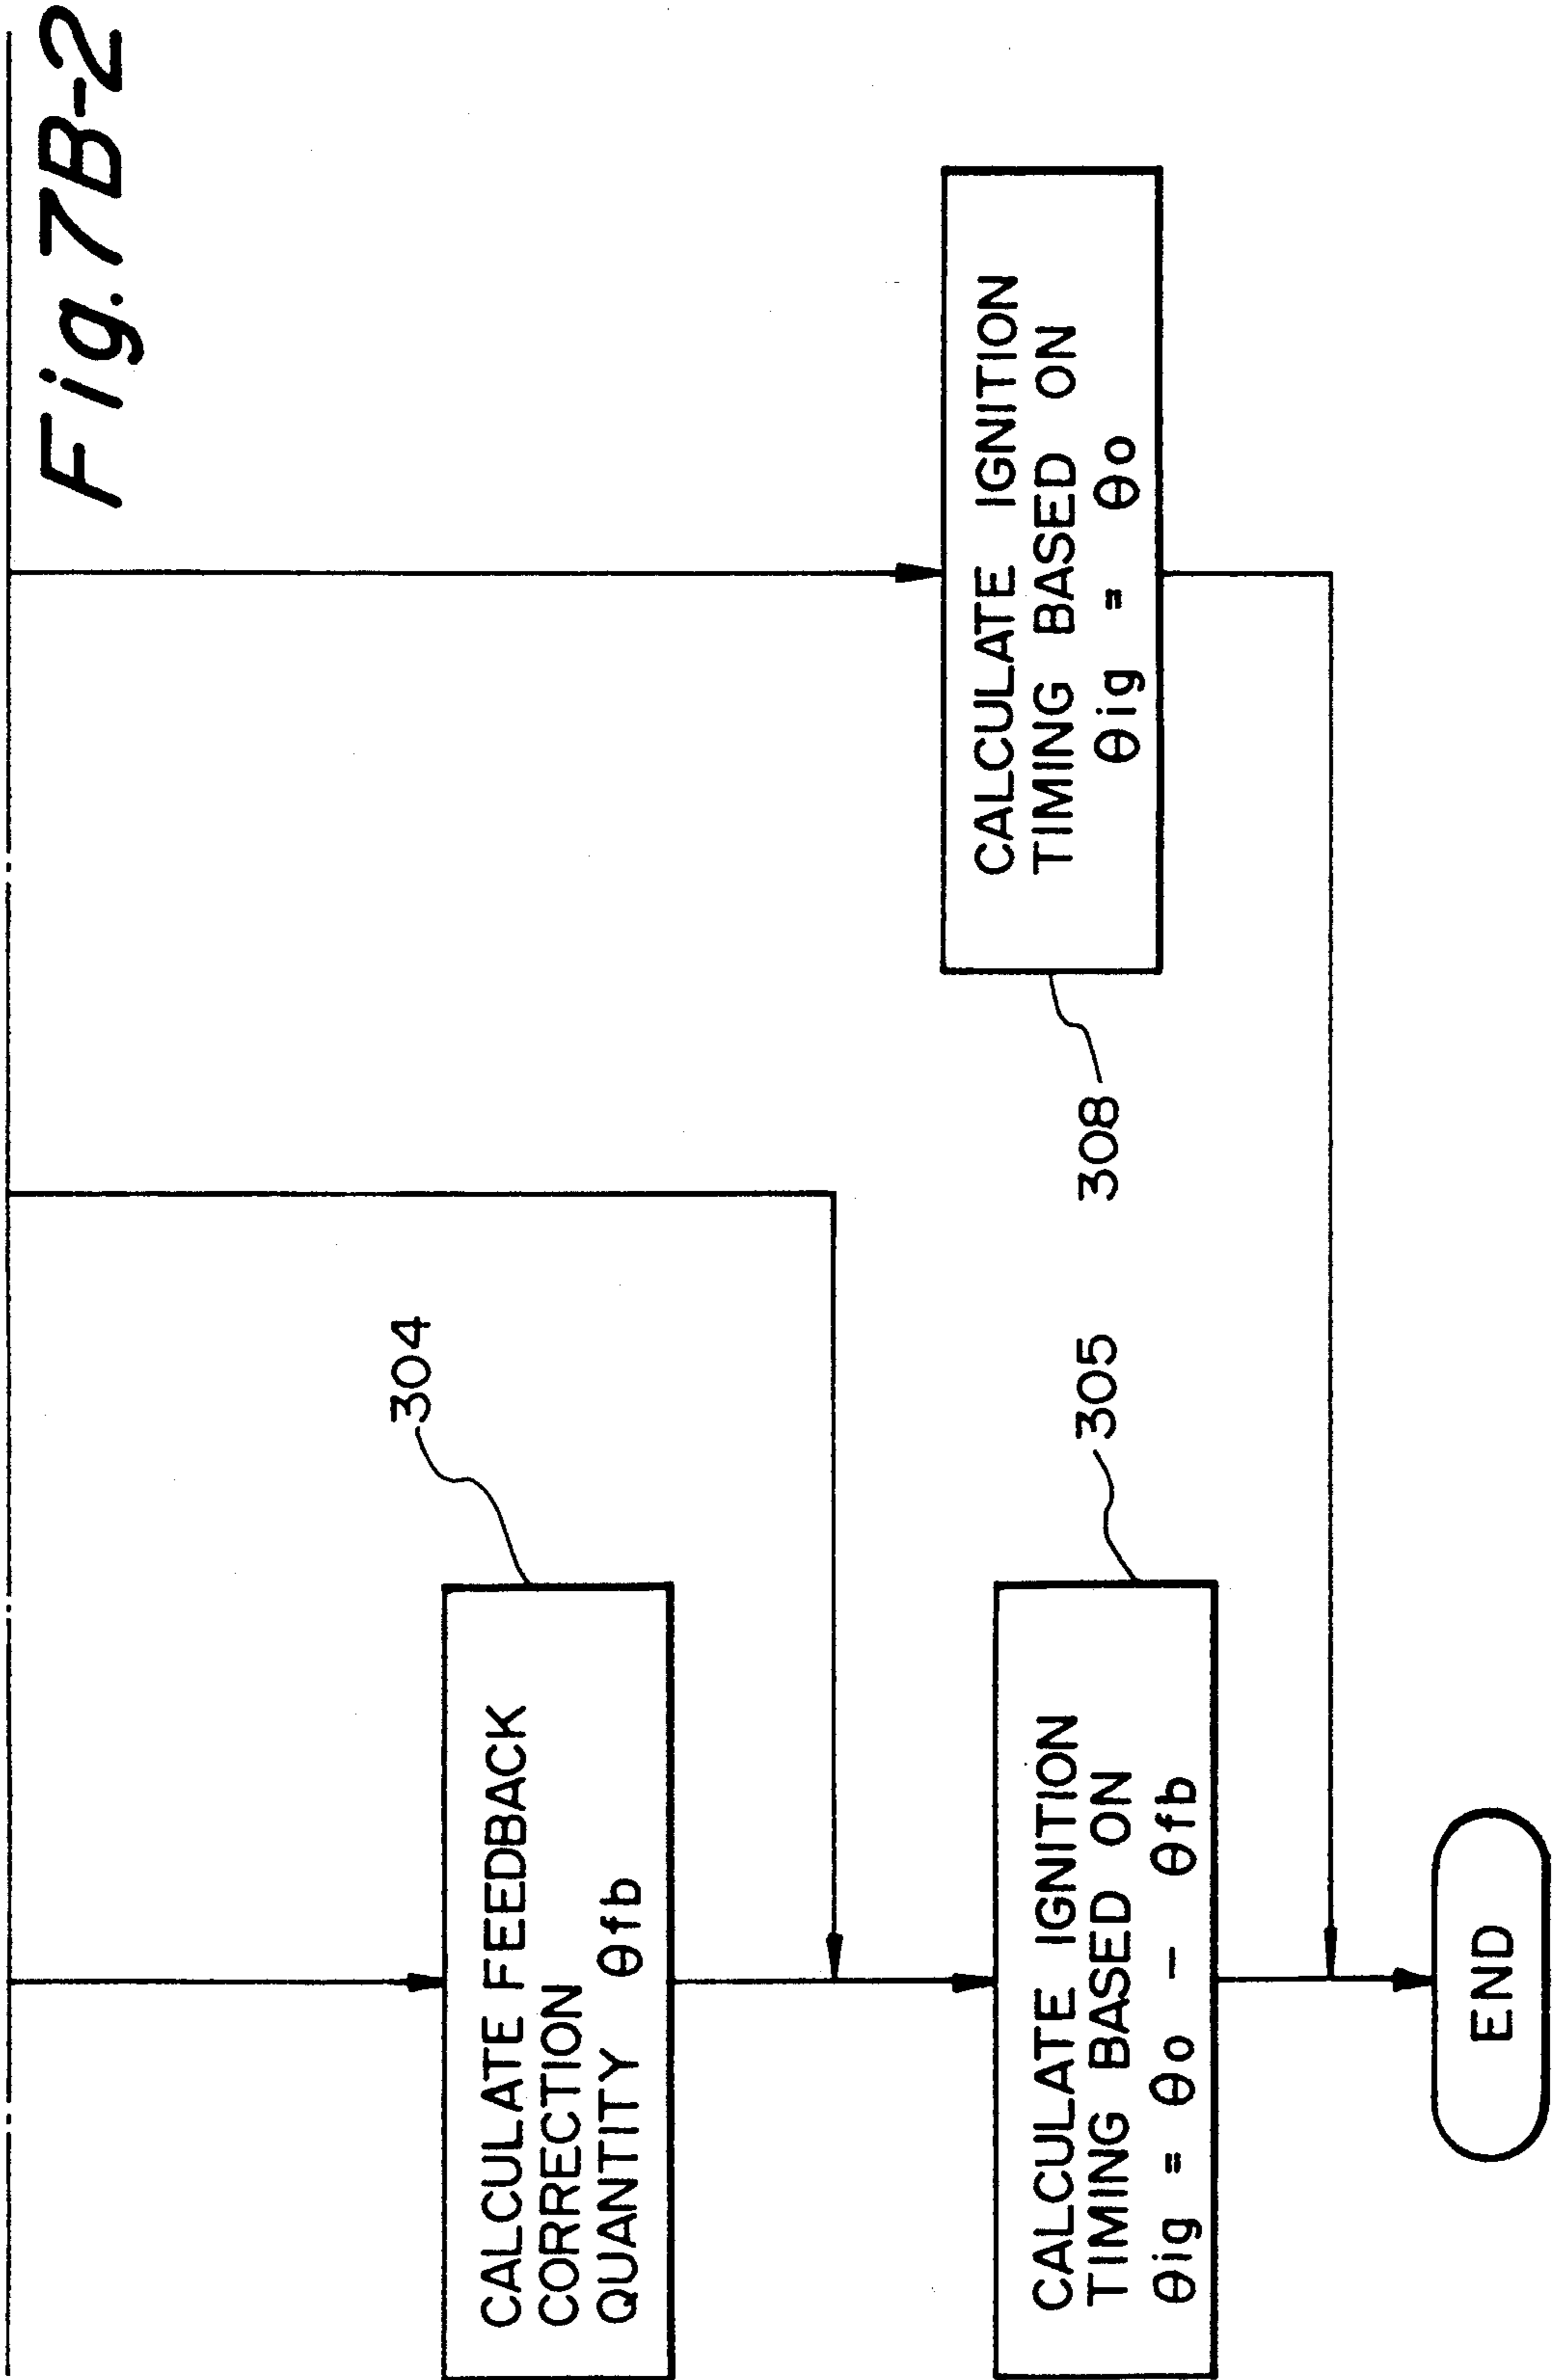 Fig.7B-2
304
CALCULATE FEEDBACK
CORRECTION
QUANTITY θfb
305
CALCULATE IGNITION
TIMING BASED ON
θig = θo - θfb
308
CALCULATE IGNITION
TIMING BASED ON
θig = θo
END